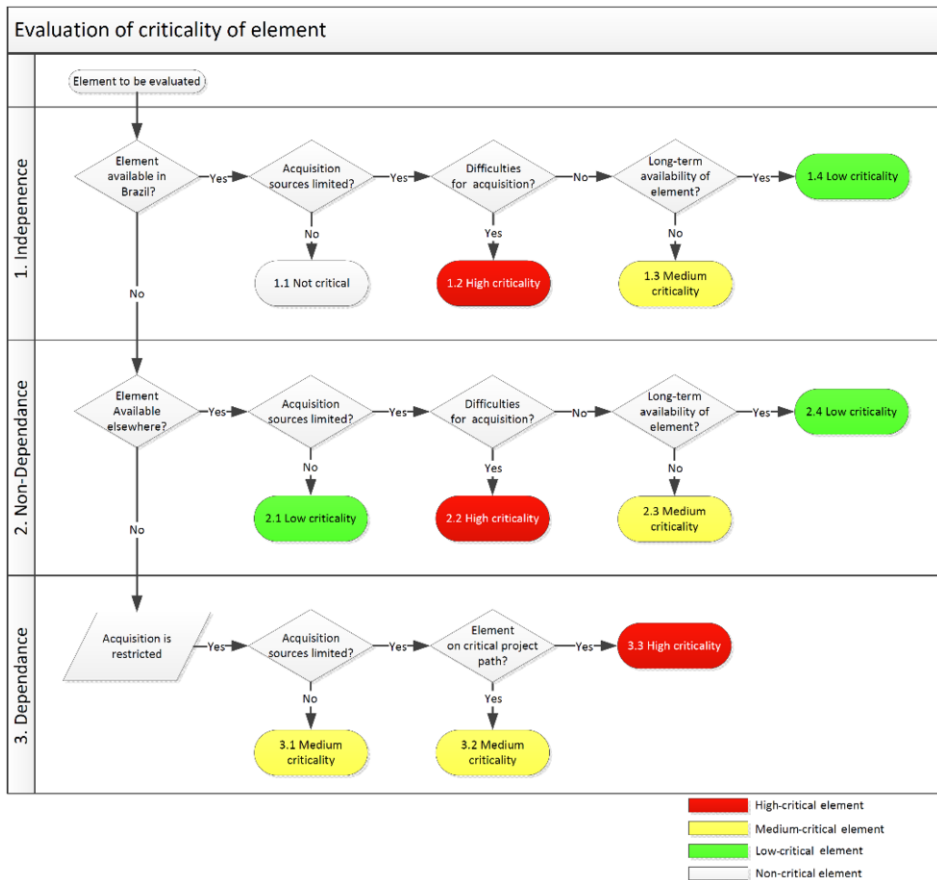 Evaluation of criticality of element
Element to be evaluated
1. Indepenence
Element
available in
Brazil?
Yes
Acquisition
sources limited?
Yes
Difficulties
for acquisition?
No
Long-term
availability of
element?
Yes
1.4 Low criticality
No
Yes
No
1.1 Not critical
1.2 High criticality
1.3 Medium
criticality
No
2. Non-Dependance
Element
Available
elsewhere?
Yes
Acquisition
sources limited?
Yes
Difficulties
for acquisition?
No
Long-term
availability of
element?
Yes
2.4 Low criticality
No
Yes
No
2.1 Low criticality
2.2 High criticality
2.3 Medium
criticality
No
3. Dependance
Acquisition is
restricted
Yes
Acquisition
sources limited?
Yes
Element
on critical project
path?
Yes
3.3 High criticality
No
Yes
3.1 Medium
criticality
3.2 Medium
criticality
High-critical element
Medium-critical element
Low-critical element
Non-critical element